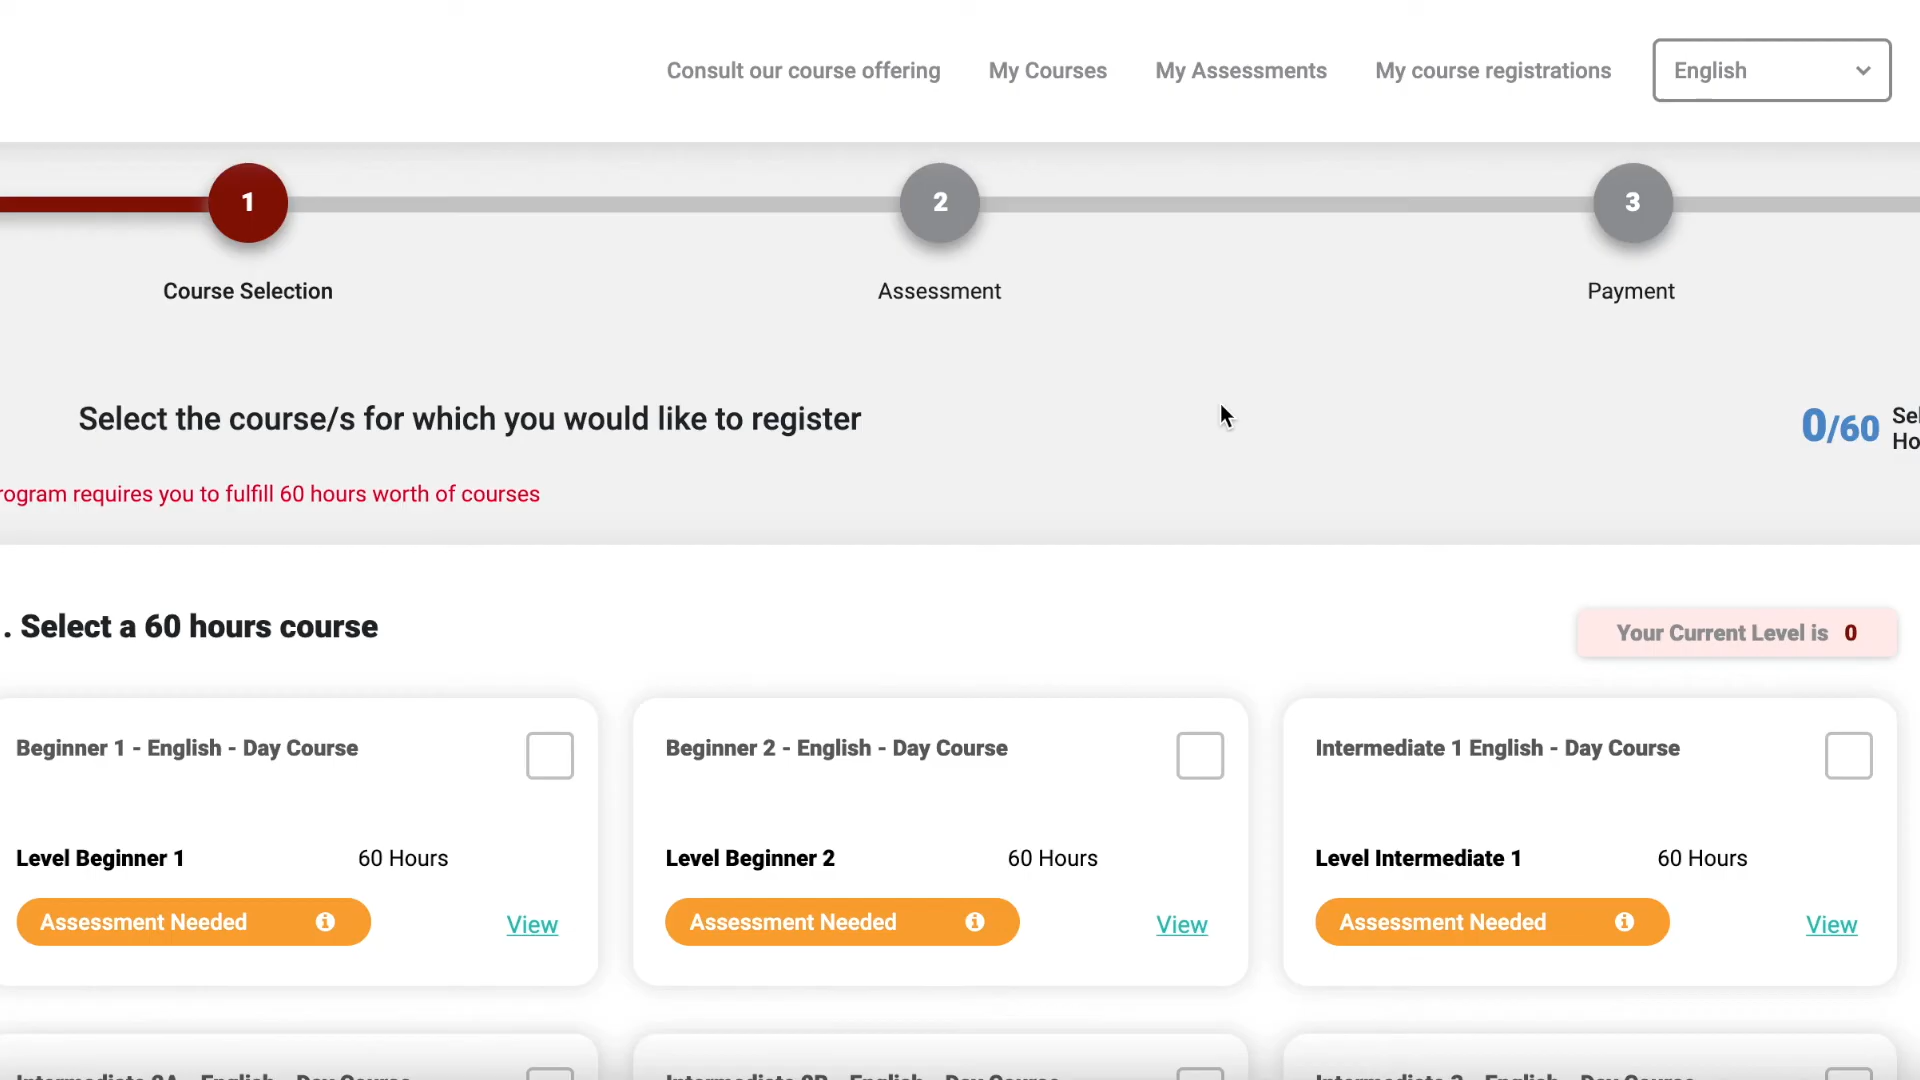 Consult our course offering My Courses My Assessments My course registrations English
1 2 3
Course Selection Assessment Payment
Select the course/s for which you would like to register
0/60
requires you to fulfill 60 hours worth of courses
. Select a 60 hours course
Your Current Level is 0
Beginner 1 - English - Day Course
Level Beginner 1 60 Hours
Assessment Needed View
Beginner 2 - English - Day Course
Level Beginner 2 60 Hours
Assessment Needed View
Intermediate 1 English - Day Course
Level Intermediate 1 60 Hours
Assessment Needed View